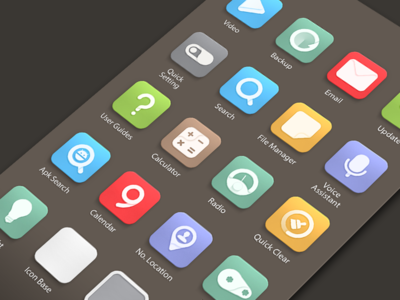 Video
Backup
Email
Update
Quick
Setting
Search
File Manager
Voice
Assistant
User Guides
Calculator
Radio
Quick Clear
Apk Search
Calendar
9
No. Location
Icon Base